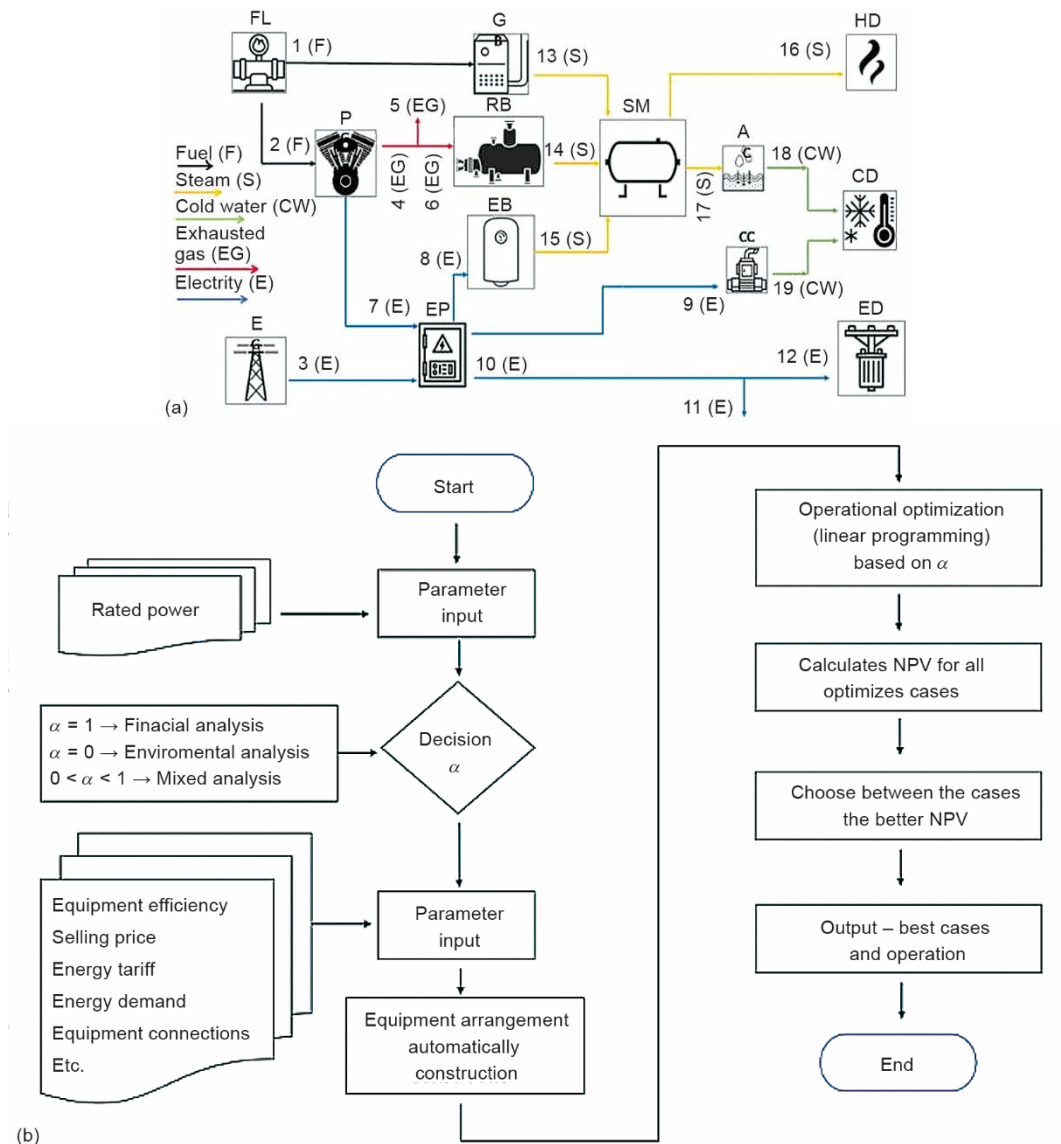 FL
1 (F)
G
B
13 (S)
16 (S)
HD
5 (EG)
RB
SM
P
C
2 (F)
4 (EG)
6 (EG)
14 (S)
A
C
18 (CW)
CD
17 (S)
Fuel (F)
Steam (S)
Cold water (CW)
Exhausted
gas (EG)
Electrity (E)
EB
8 (E)
15 (S)
CC
19 (CW)
7 (E)
EP
9 (E)
ED
E
G
3 (E)
10 (E)
12 (E)
11 (E)
(a)
Start
Rated power
Parameter
input
α = 1 → Finacial analysis
α = 0 → Enviromental analysis
0 < α < 1 → Mixed analysis
Decision
α
Equipment efficiency
Selling price
Energy tariff
Energy demand
Equipment connections
Etc.
Parameter
input
Equipment arrangement
automatically
construction
Operational optimization
(linear programming)
based on α
Calculates NPV for all
optimizes cases
Choose between the cases
the better NPV
Output – best cases
and operation
End
(b)